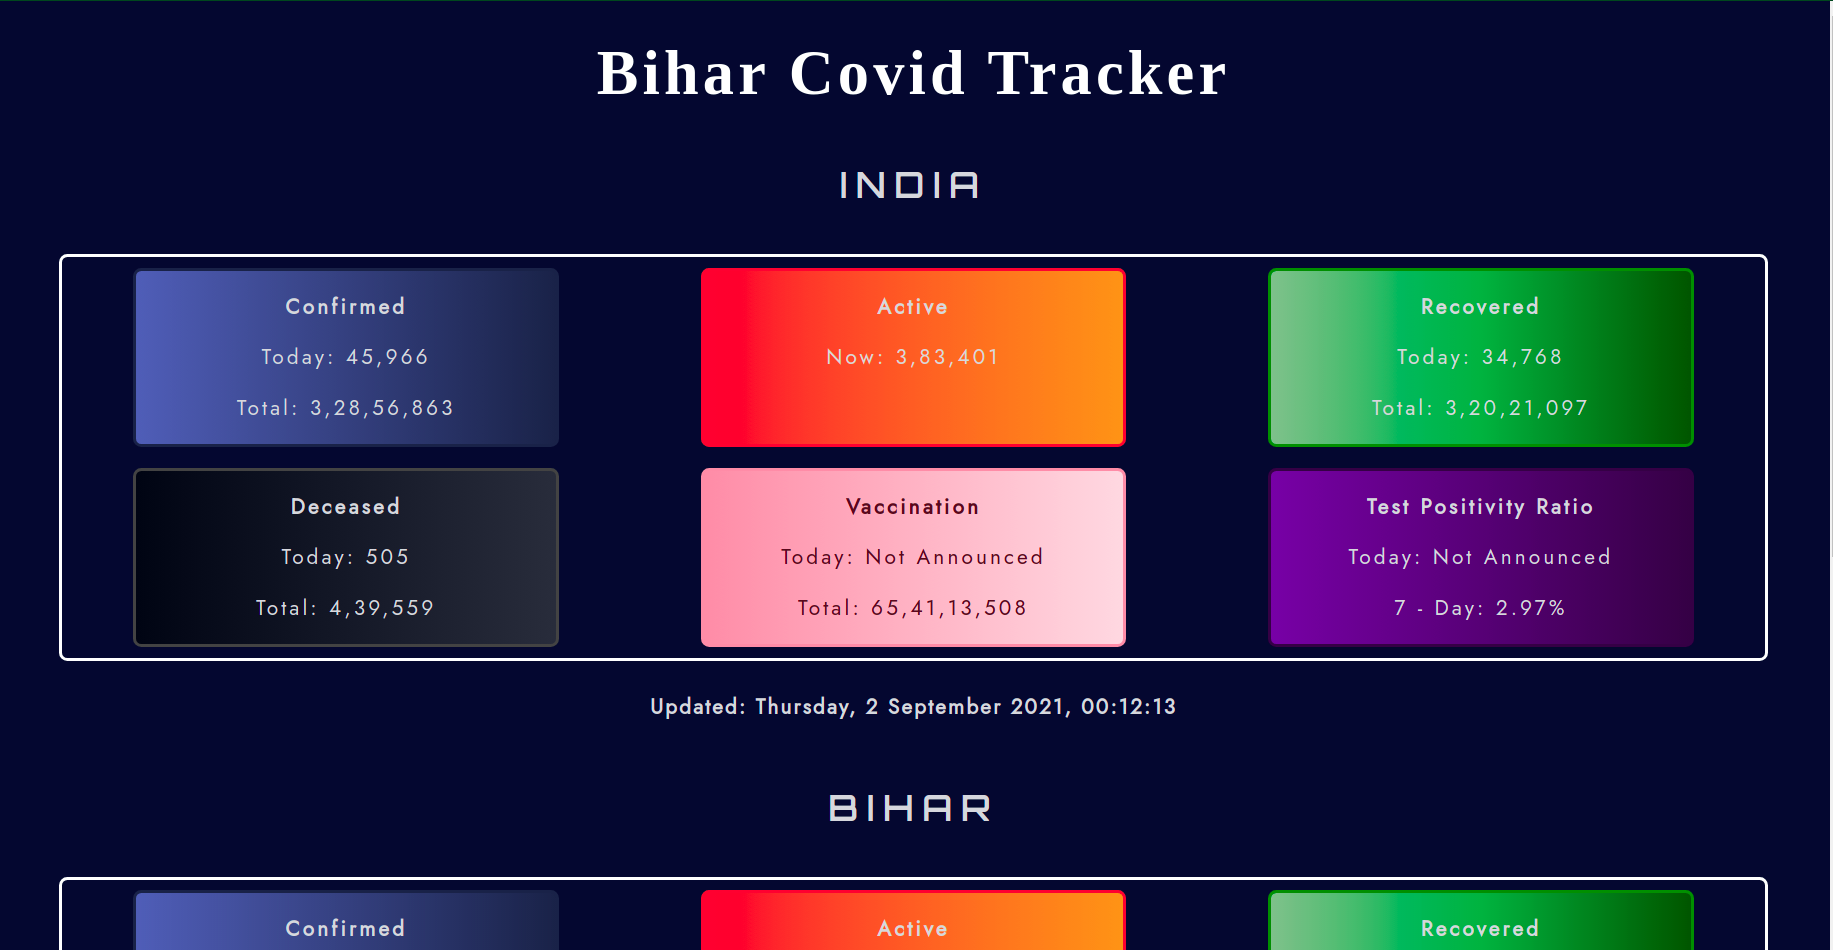 Bihar Covid Tracker
INDIA
Confirmed
Today: 45,966
Total: 3,28,56,863
Active
Now: 3,83,401
Recovered
Today: 34,768
Total: 3,20,21,097
Deceased
Today: 505
Total: 4,39,559
Vaccination
Today: Not Announced
Total: 65,41,13,508
Test Positivity Ratio
Today: Not Announced
7 - Day: 2.97%
Updated: Thursday, 2 September 2021, 00:12:13
BIHAR
Confirmed
Active
Recovered